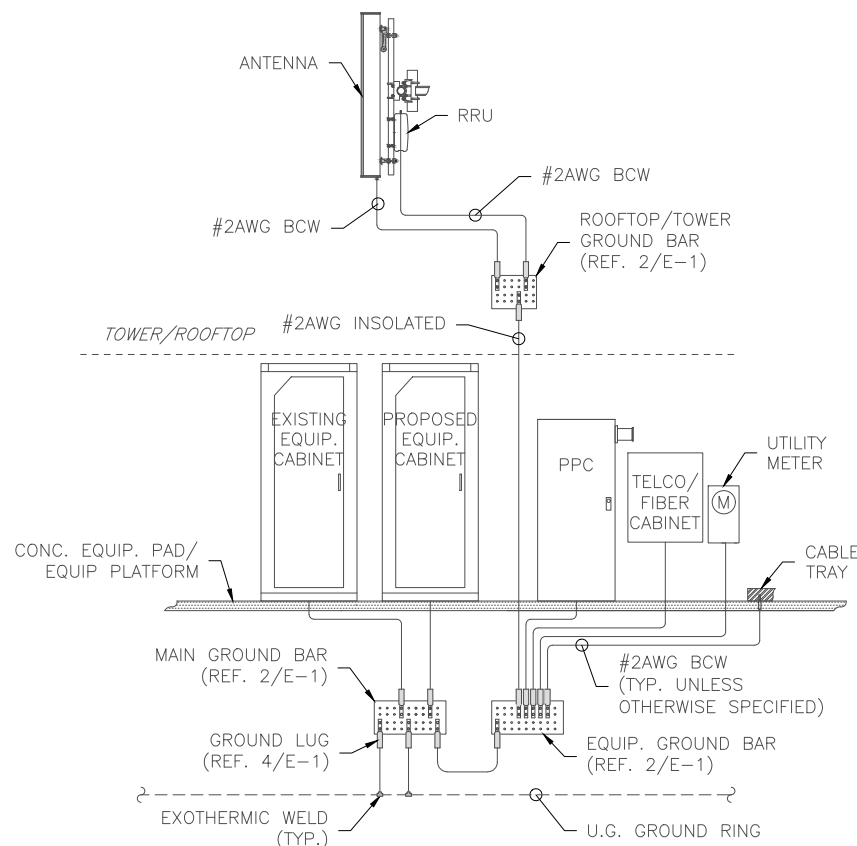 ANTENNA
RRU
#2AWG BCW
#2AWG BCW
ROOFTOP/TOWER
GROUND BAR
(REF. 2/E-1)
#2AWG INSOLATED
TOWER/ROOFTOP
EXISTING
EQUIP.
CABINET
PROPOSED
EQUIP.
CABINET
PPC
TELCO/
FIBER
CABINET
UTILITY
METER
M
CONC. EQUIP. PAD/
EQUIP PLATFORM
CABLE
TRAY
MAIN GROUND BAR
(REF. 2/E-1)
#2AWG BCW
(TYP. UNLESS
OTHERWISE SPECIFIED)
GROUND LUG
(REF. 4/E-1)
EQUIP. GROUND BAR
(REF. 2/E-1)
EXOTHERMIC WELD
(TYP.)
U.G. GROUND RING